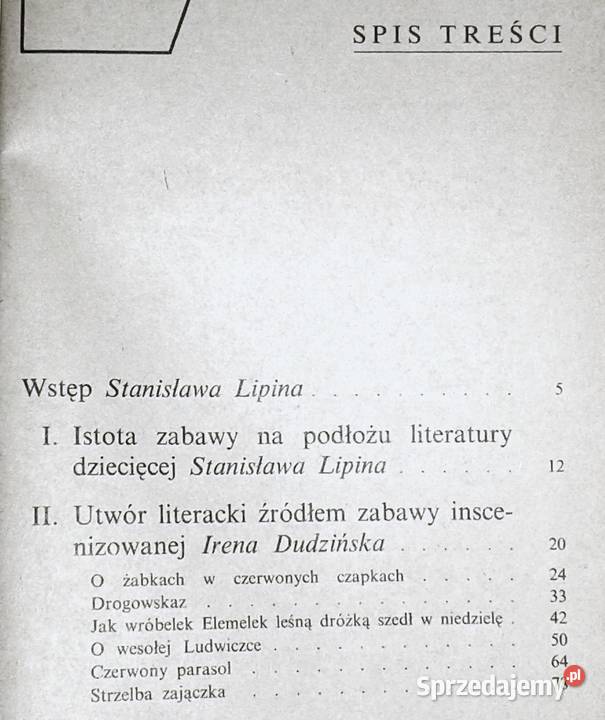 SPIS TREŚCI
Wstęp Stanisława Lipina . . . . . . . . . . 5
I. Istota zabawy na podłożu literatury
dziecięcej Stanisława Lipina . . . . . . 12
II. Utwór literacki źródłem zabawy insce-
nizowanej Irena Dudzińska . . . . . . 20
O żabkach w czerwonych czapkach . . . . . 24
Drogowskaz . . . . . . . . . . . . . . 33
Jak wróbelek Elemelek leśną dróżką szedł w niedzielę . 42
O wesołej Ludwiczce . . . . . . . . . . . 50
Czerwony parasol . . . . . . . . . . . . 64
Strzelba zajączka . . . . . . . . . . . . 73
Sprzedajemy.pl